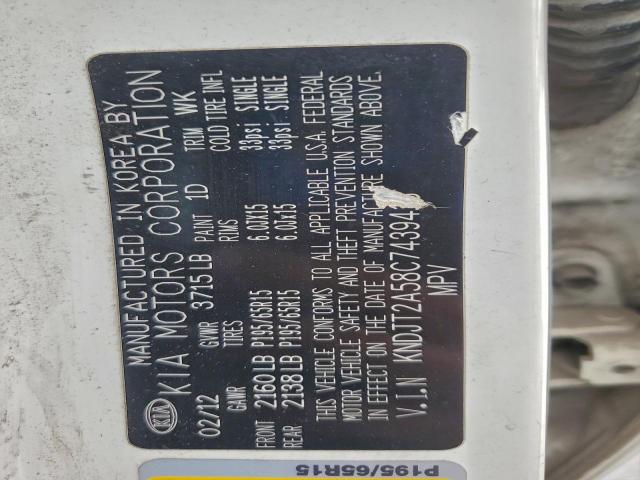 MANUFACTURED IN KOREA BY
KIA KIA MOTORS CORPORATION
02/12 GVWR 3715LB PAINT 1D TRIM WK
GAWR TIRES RIMS COLD TIRE INFL
FRONT 2160LB P195/65R15 6.0JX15 33psi SINGLE
REAR 2138LB P195/65R15 6.0JX15 33psi SINGLE
THIS VEHICLE CONFORMS TO ALL APPLICABLE U.S.A. FEDERAL
MOTOR VEHICLE SAFETY AND THEFT PREVENTION STANDARDS
IN EFFECT ON THE DATE OF MANUFACTURE SHOWN ABOVE.
V.I.N KNDJT2A58C74394
MPV
P195/65R15